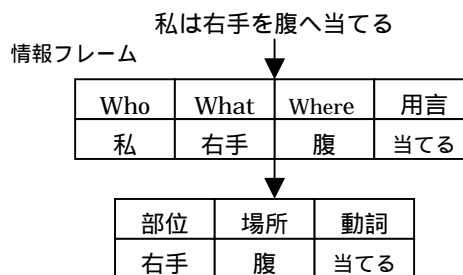 私は右手を腹へ当てる
情報フレーム
Who What Where 用言
私 右手 腹 当てる
部位 場所 動詞
右手 腹 当てる